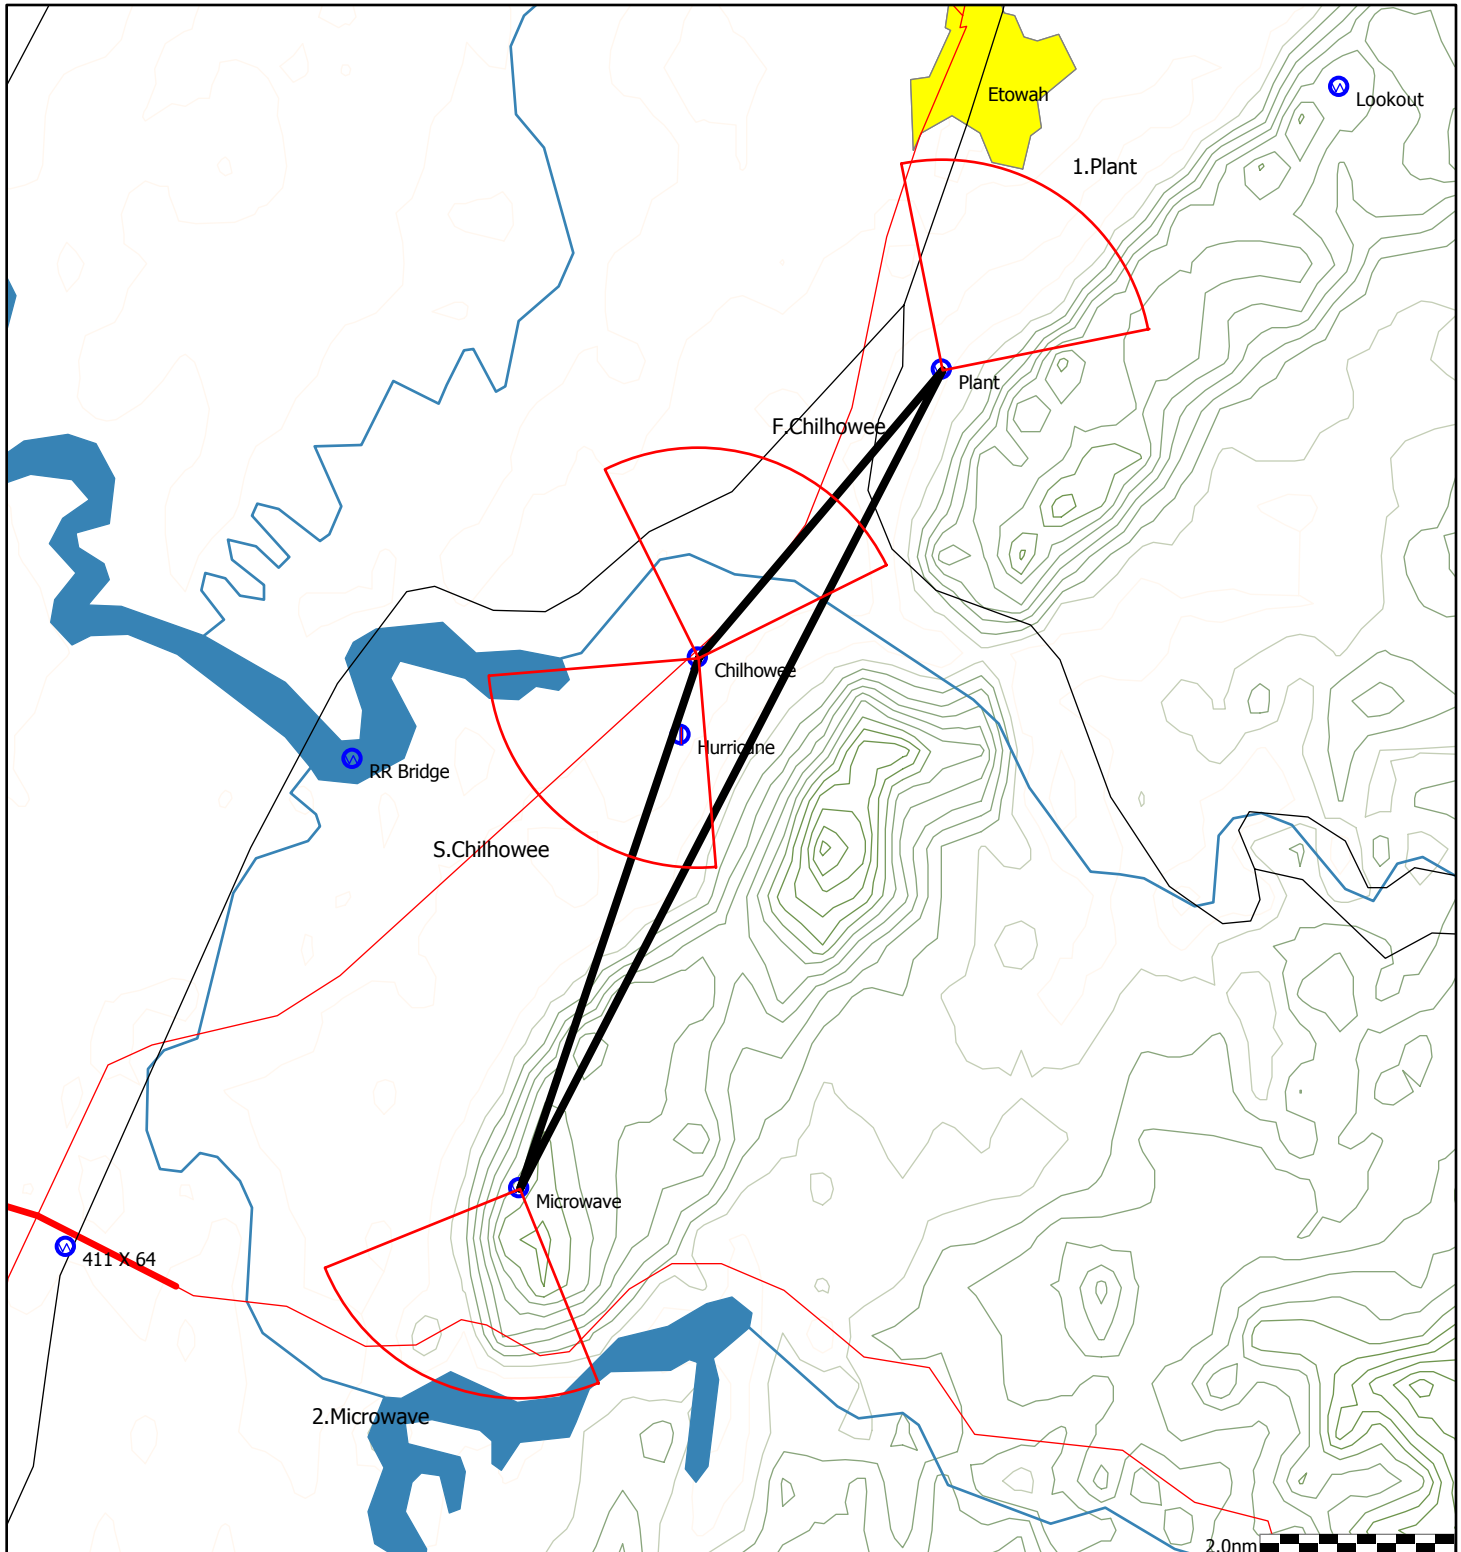 Etowah
Lookout
1.Plant
Plant
F.Chilhowee
Chilhowee
Hurricane
RR Bridge
S.Chilhowee
Microwave
411 X 64
2.Microwave
2.0nm